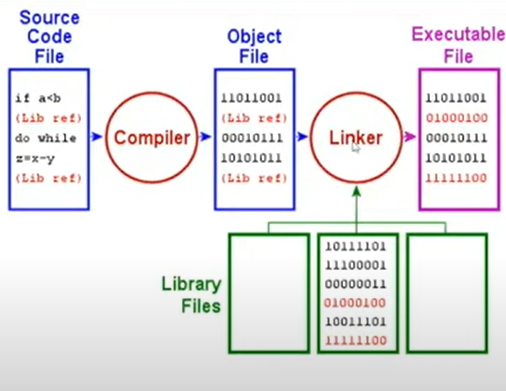 Source
Code
File
if a<b
(Lib ref)
do while
z=x-y
(Lib ref)
Compiler
Object
File
11011001
(Lib ref)
00010111
10101011
(Lib ref)
Linker
Executable
File
11011001
01000100
00010111
10101011
11111100
Library
Files
10111101
11100001
00000011
01000100
10011101
11111100